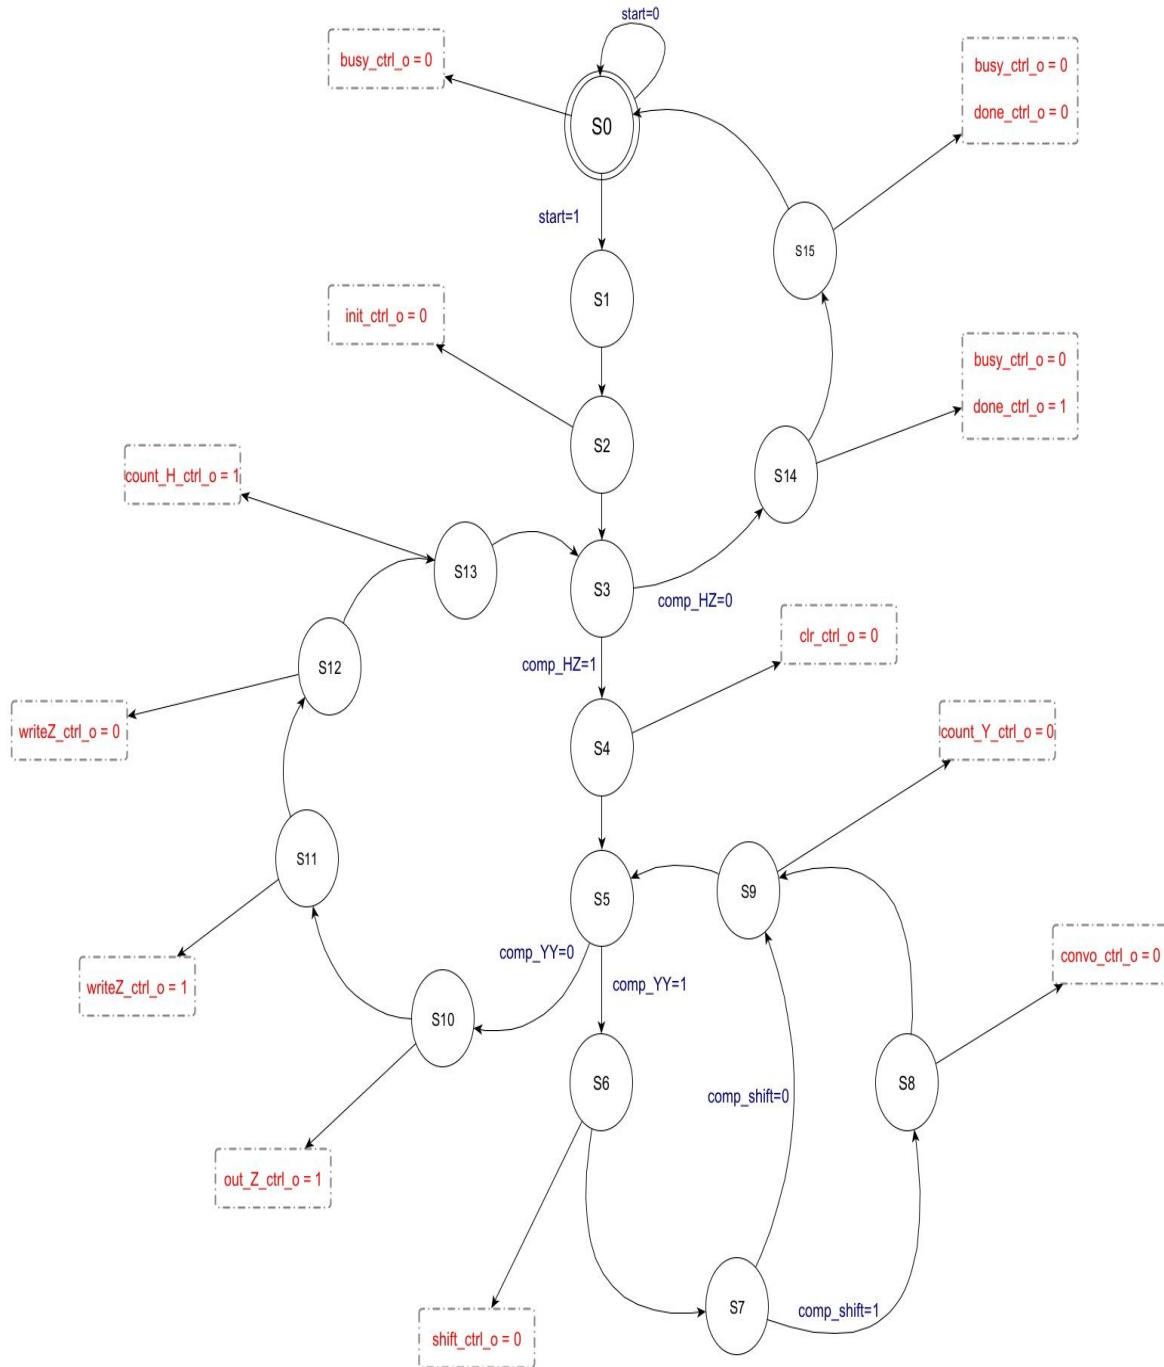 start=0
busy_ctrl_o = 0
busy_ctrl_o = 0
done_ctrl_o = 0
S0
start=1
S15
S1
init_ctrl_o = 0
busy_ctrl_o = 0
done_ctrl_o = 1
S2
count_H_ctrl_o = 1
S14
S13
S3
comp_HZ=0
clr_ctrl_o = 0
S12
comp_HZ=1
writeZ_ctrl_o = 0
S4
count_Y_ctrl_o = 0
S11
S9
S5
comp_YY=0
convo_ctrl_o = 0
writeZ_ctrl_o = 1
comp_YY=1
S10
S6
S8
comp_shift=0
out_Z_ctrl_o = 1
S7
comp_shift=1
shift_ctrl_o = 0